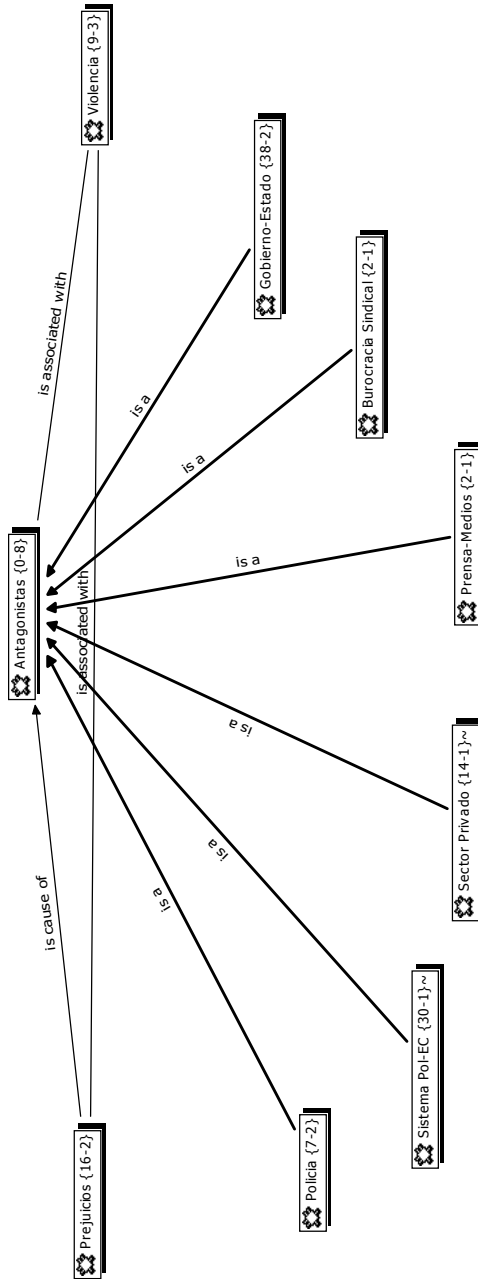 Antagonistas {0-8}
Prejuicios {16-2}
Violencia {9-3}
is cause of
is associated with
is associated with
Policia {7-2}
Sistema Pol-EC {30-1}~
Sector Privado {14-1}~
Prensa-Medios {2-1}
Burocracia Sindical {2-1}
Gobierno-Estado {38-2}
is a
is a
is a
is a
is a
is a